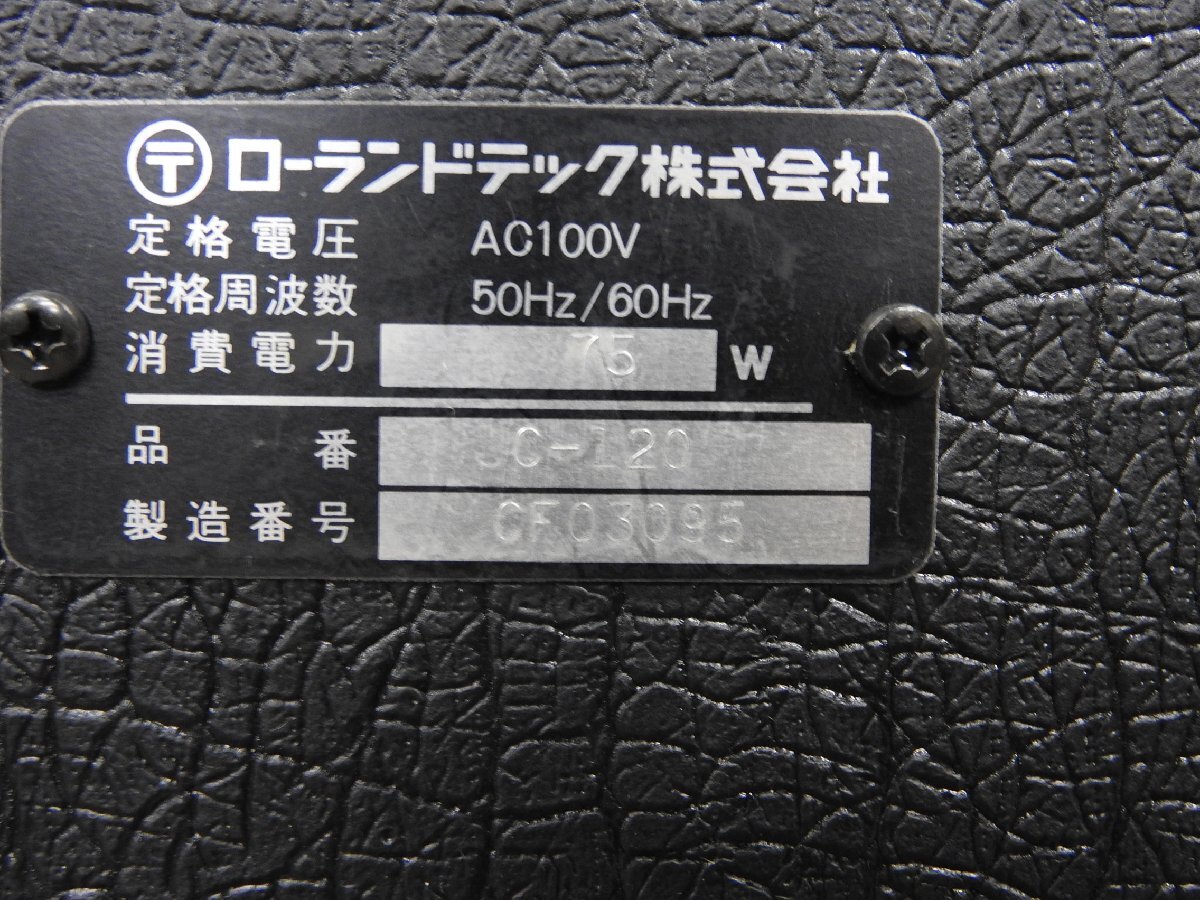 〒 ローランドテック株式会社
定格電圧 AC100V
定格周波数 50Hz/60Hz
消費電力 75 W
品番 C-120
製造番号 CF03095